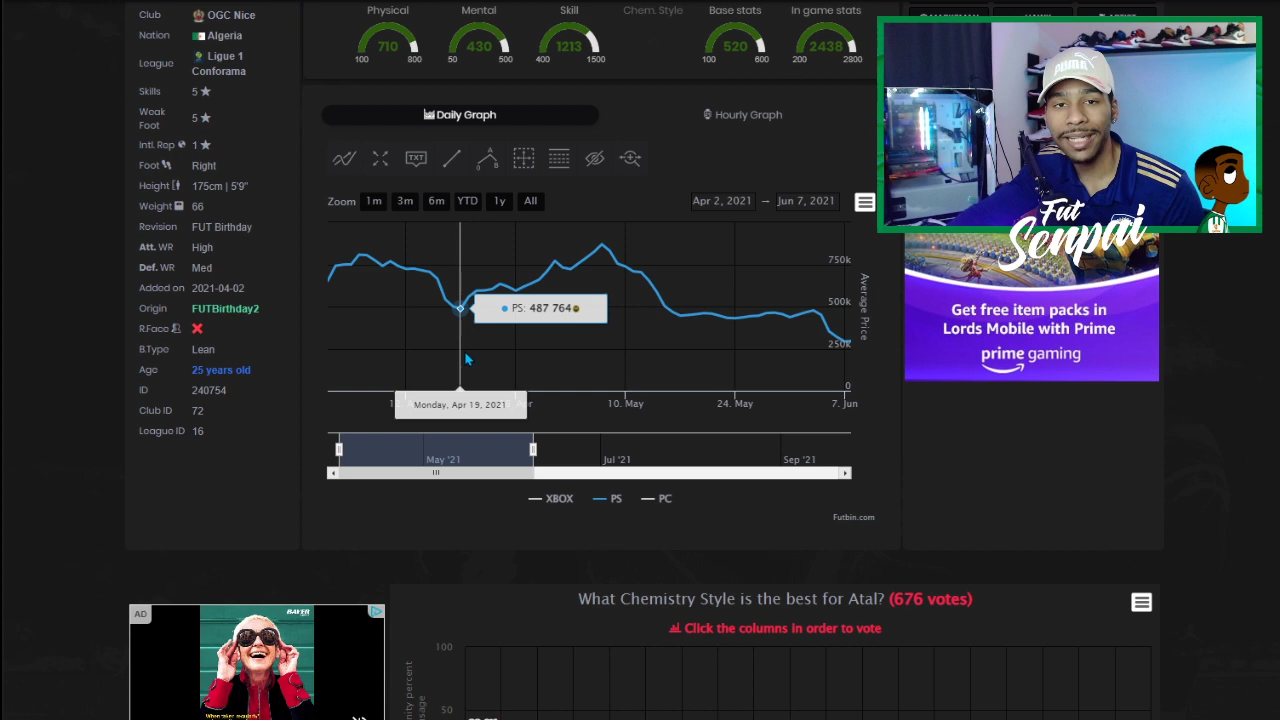 Club OGC Nice
Nation Algeria
League Ligue 1
Conforama
Skills 5
Weak
Foot 5
Intl. Rep 1
Foot Right
Height 175cm | 5'9"
Weight 66
Revision FUT Birthday
Att. WR High
Def. WR Med
Added on 2021-04-02
Origin FUTBirthday2
R.Face
B.Type Lean
Age 25 years old
ID 240754
Club ID 72
League ID 16
Physical Mental Skill Chem. Style Base stats In game stats
710 430 1213 520 2438
100 800 50 500 400 1500 100 600 200 2800
Daily Graph Hourly Graph
TXT
Zoom 1m 3m 6m YTD 1y All Apr 2, 2021 → Jun 7, 2021
750k
500k
250k
0
Average Price
PS: 487 764
Monday, Apr 19, 2021
10. May 24. May 7. Jun
May '21 Jul '21 Sep '21
XBOX PS PC
Futbin.com
PUMA
Fut
Senpai
Get free item packs in
Lords Mobile with Prime
prime gaming
AD
BAYER
What Chemistry Style is the best for Atal? (676 votes)
Click the columns in order to vote
100
50